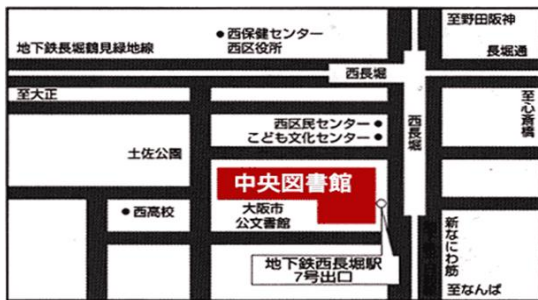 至野田阪神
西保健センター
西区役所
地下鉄長堀鶴見緑地線
長堀通
西長堀
至大正
至心斎橋
西区民センター
こども文化センター
西長堀
土佐公園
中央図書館
西高校
大阪市
公文書館
新なにわ筋
地下鉄西長堀駅
7号出口
至なんば